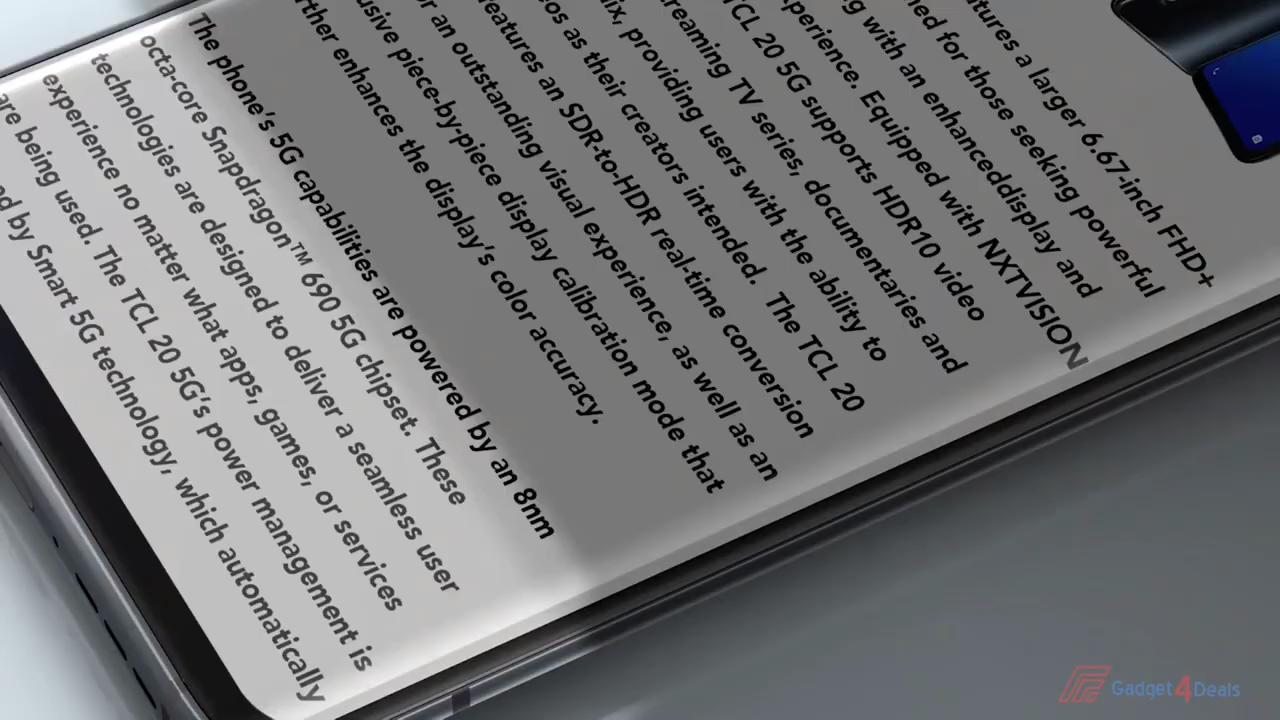 atures a larger 6.67-inch FHD+
ned for those seeking powerful
g with an enhanceddisplay and
xperience. Equipped with NXTVISION
TCL 20 5G supports HDR10 video
reaming TV series, documentaries and
ix, providing users with the ability to
os as their creators intended. The TCL 20
eatures an SDR-to-HDR real-time conversion
or an outstanding visual experience, as well as an
usive piece-by-piece display calibration mode that
rther enhances the display's color accuracy.
The phone's 5G capabilities are powered by an 8nm
octa-core Snapdragon™ 690 5G chipset. These
technologies are designed to deliver a seamless user
experience no matter what apps, games, or services
are being used. The TCL 20 5G's power management is
ed by Smart 5G technology, which automatically
Gadget4Deals